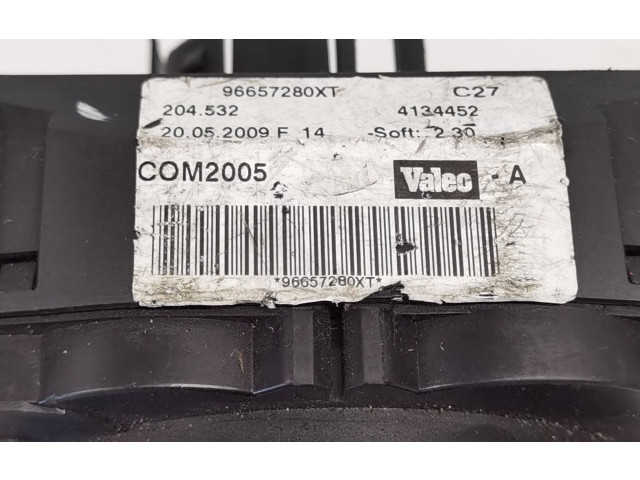 96657280XT C27
204.532 4134452
20.05.2009 F 14 -Soft: 2.30
COM2005 Valeo - A
*96657280XT*